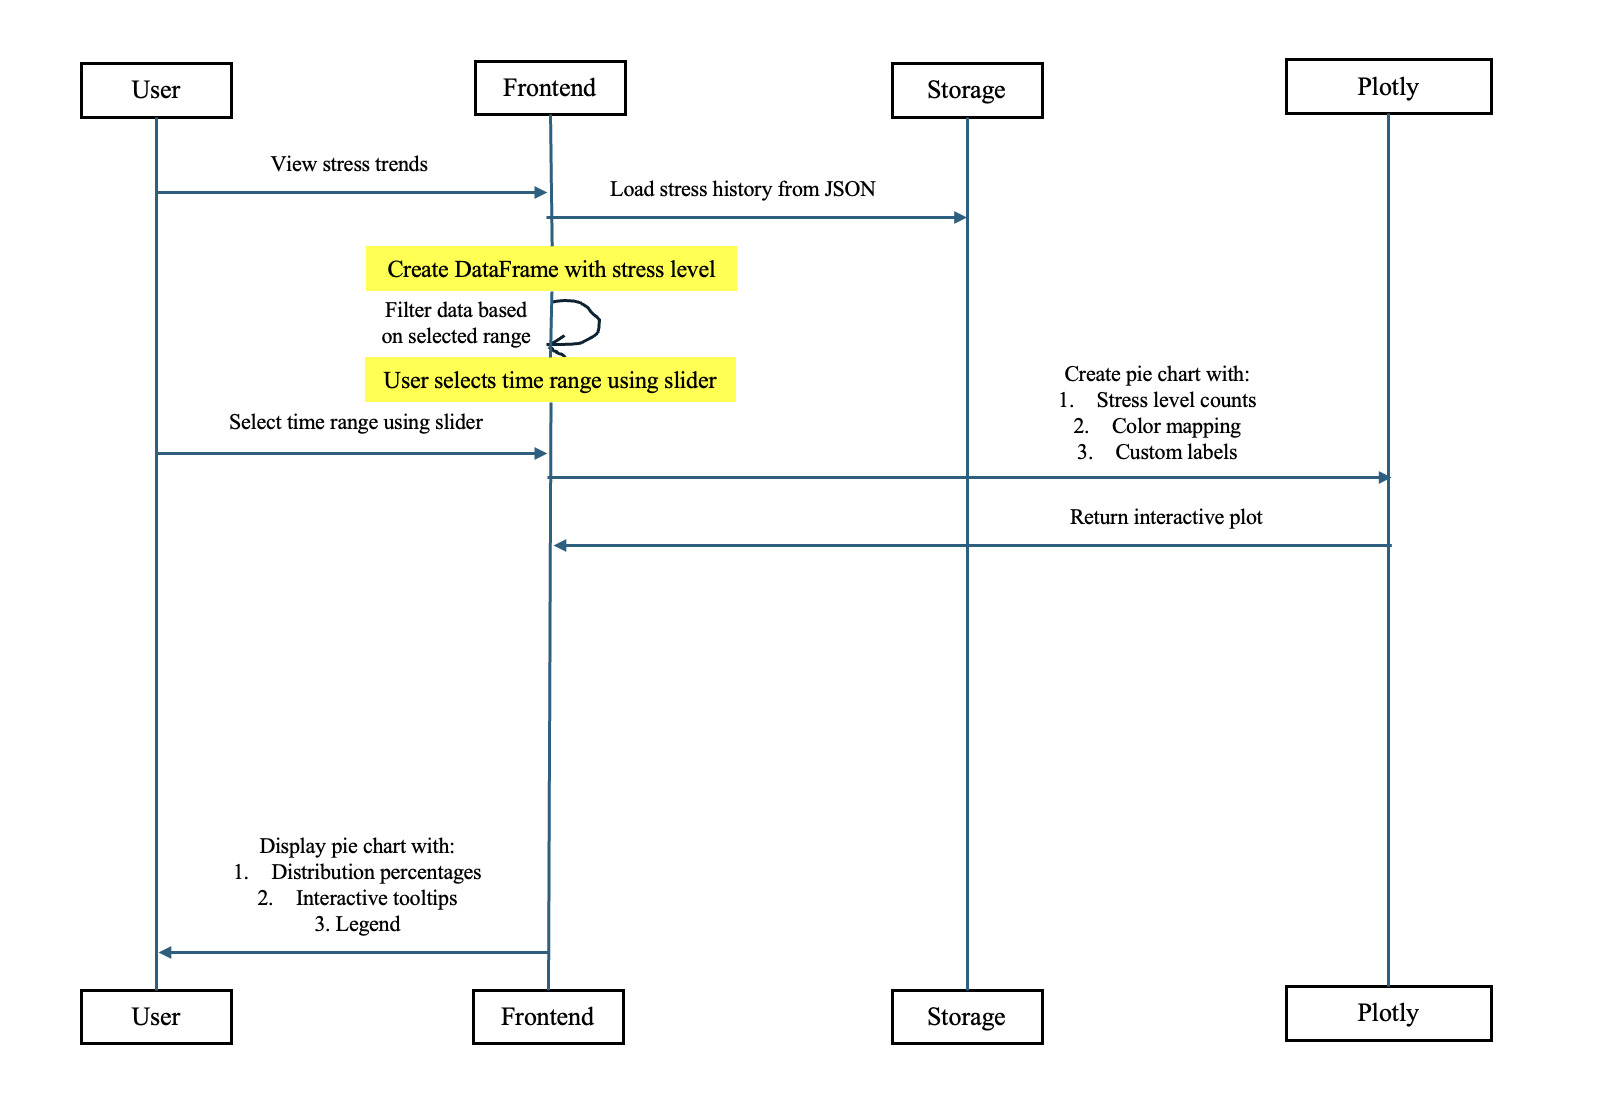 User
Frontend
Storage
Plotly
View stress trends
Load stress history from JSON
Create DataFrame with stress level
Filter data based
on selected range
User selects time range using slider
Create pie chart with:
1. Stress level counts
2. Color mapping
3. Custom labels
Select time range using slider
Return interactive plot
Display pie chart with:
1. Distribution percentages
2. Interactive tooltips
3. Legend
User
Frontend
Storage
Plotly